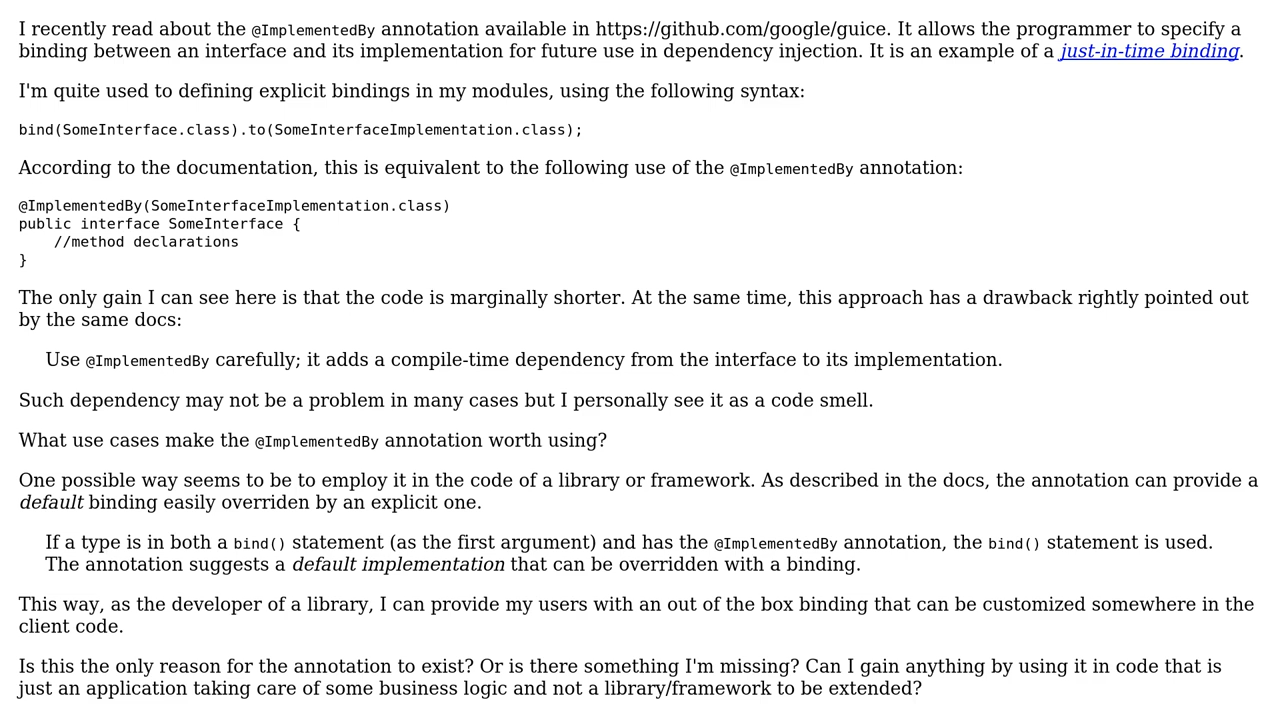 I recently read about the @ImplementedBy annotation available in https://github.com/google/guice. It allows the programmer to specify a
binding between an interface and its implementation for future use in dependency injection. It is an example of a just-in-time binding.
I'm quite used to defining explicit bindings in my modules, using the following syntax:
bind(SomeInterface.class).to(SomeInterfaceImplementation.class);
According to the documentation, this is equivalent to the following use of the @ImplementedBy annotation:
@ImplementedBy(SomeInterfaceImplementation.class)
public interface SomeInterface {
    //method declarations
}
The only gain I can see here is that the code is marginally shorter. At the same time, this approach has a drawback rightly pointed out
by the same docs:
Use @ImplementedBy carefully; it adds a compile-time dependency from the interface to its implementation.
Such dependency may not be a problem in many cases but I personally see it as a code smell.
What use cases make the @ImplementedBy annotation worth using?
One possible way seems to be to employ it in the code of a library or framework. As described in the docs, the annotation can provide a
default binding easily overriden by an explicit one.
If a type is in both a bind() statement (as the first argument) and has the @ImplementedBy annotation, the bind() statement is used.
The annotation suggests a default implementation that can be overridden with a binding.
This way, as the developer of a library, I can provide my users with an out of the box binding that can be customized somewhere in the
client code.
Is this the only reason for the annotation to exist? Or is there something I'm missing? Can I gain anything by using it in code that is
just an application taking care of some business logic and not a library/framework to be extended?